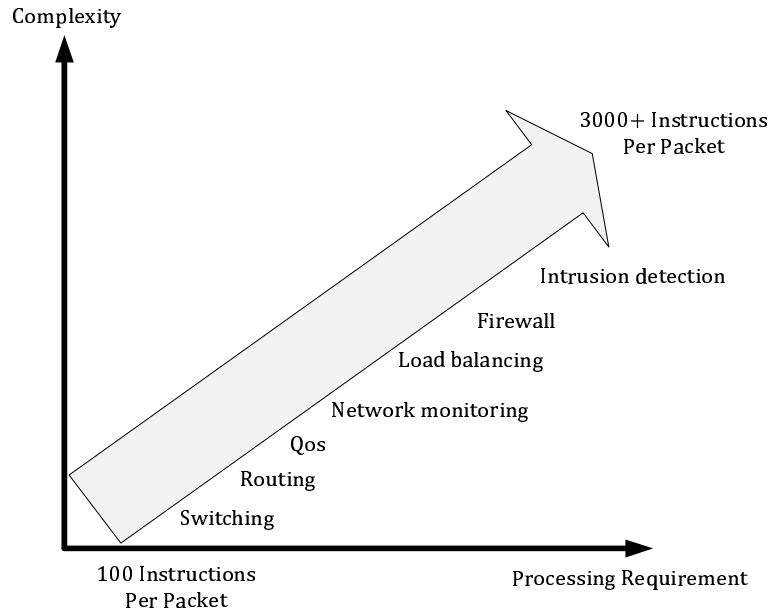 Complexity
3000+ Instructions
Per Packet
Intrusion detection
Firewall
Load balancing
Network monitoring
Qos
Routing
Switching
100 Instructions
Per Packet
Processing Requirement